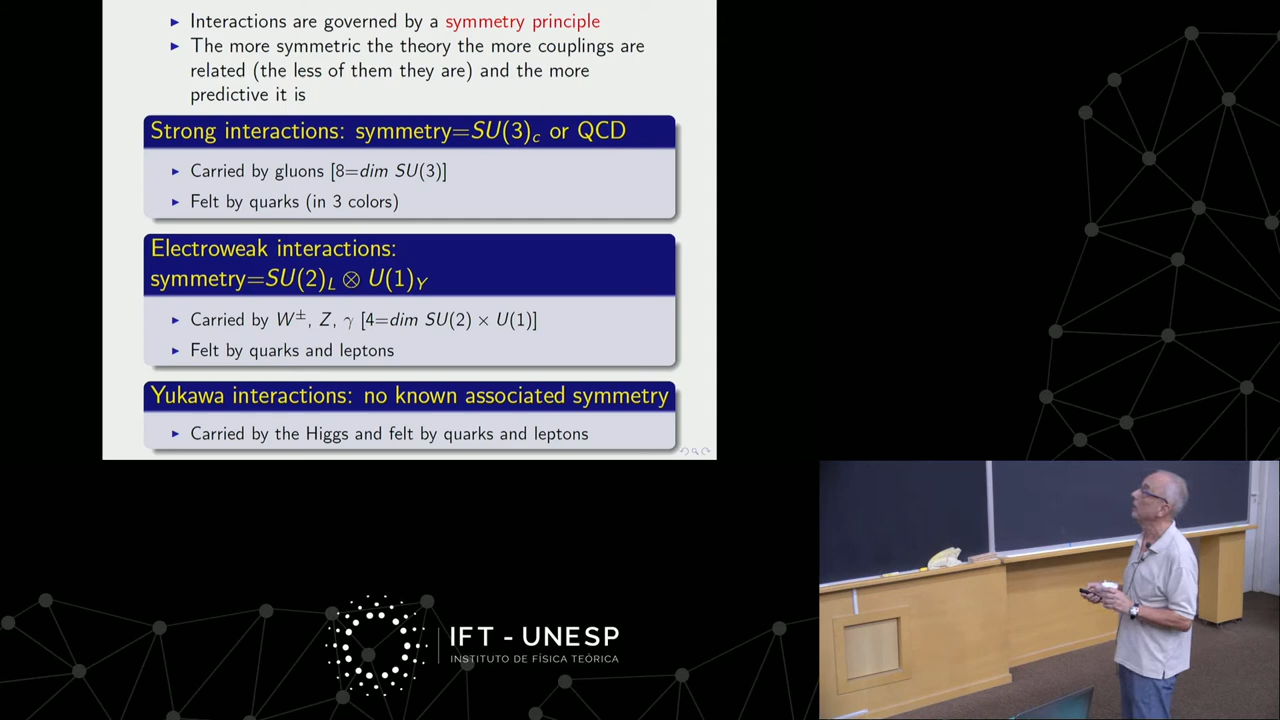 ▶ Interactions are governed by a symmetry principle
▶ The more symmetric the theory the more couplings are
related (the less of them they are) and the more
predictive it is
Strong interactions: symmetry=SU(3)c or QCD
▶ Carried by gluons [8=dim SU(3)]
▶ Felt by quarks (in 3 colors)
Electroweak interactions:
symmetry=SU(2)L ⊗ U(1)Y
▶ Carried by W±, Z, γ [4=dim SU(2) × U(1)]
▶ Felt by quarks and leptons
Yukawa interactions: no known associated symmetry
▶ Carried by the Higgs and felt by quarks and leptons
IFT - UNESP
INSTITUTO DE FÍSICA TEÓRICA